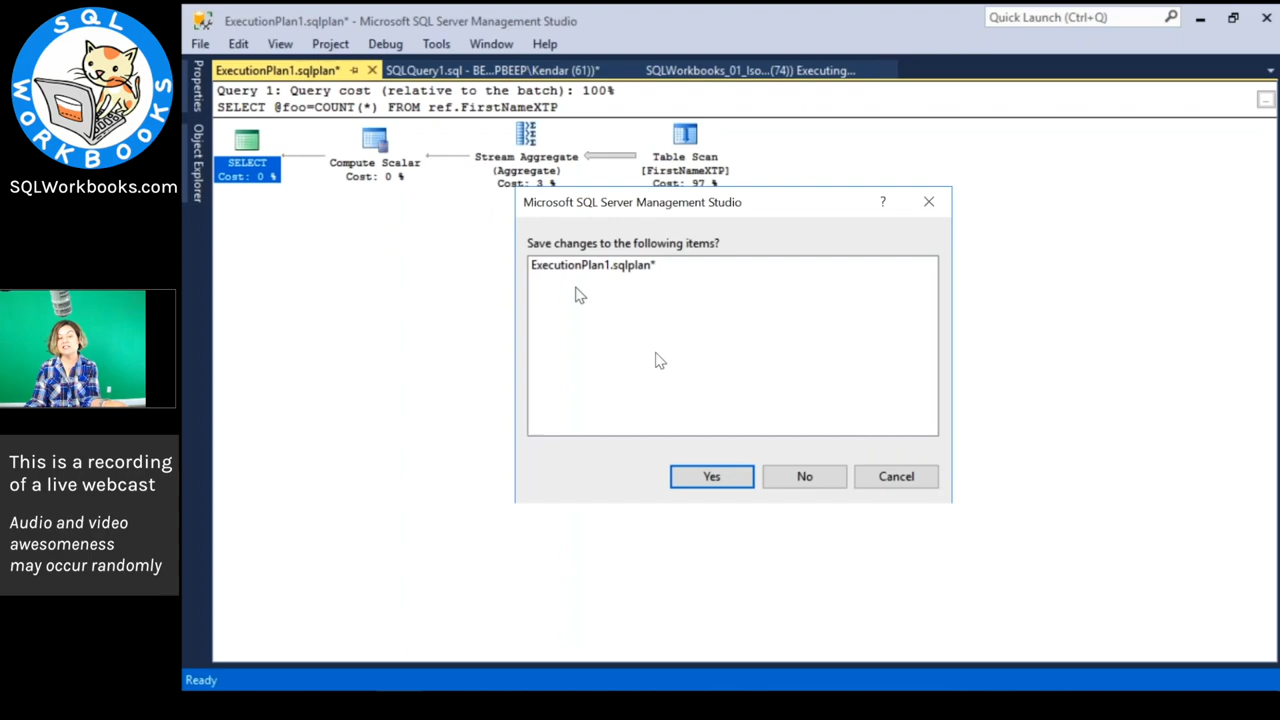 SQL
WORKBOOKS
SQLWorkbooks.com
This is a recording
of a live webcast
Audio and video
awesomeness
may occur randomly
ExecutionPlan1.sqlplan* - Microsoft SQL Server Management Studio
Quick Launch (Ctrl+Q)
File Edit View Project Debug Tools Window Help
Properties
Object Explorer
ExecutionPlan1.sqlplan* SQLQuery1.sql - BE...PBEEP\Kendar (61))* SQLWorkbooks_01_Iso...(74)) Executing...
Query 1: Query cost (relative to the batch): 100%
SELECT @foo=COUNT(*) FROM ref.FirstNameXTP
...
SELECT
Cost: 0 %
Compute Scalar
Cost: 0 %
Stream Aggregate
(Aggregate)
Cost: 3 %
Table Scan
[FirstNameXTP]
Cost: 97 %
Microsoft SQL Server Management Studio
?
Save changes to the following items?
ExecutionPlan1.sqlplan*
Yes No Cancel
Ready